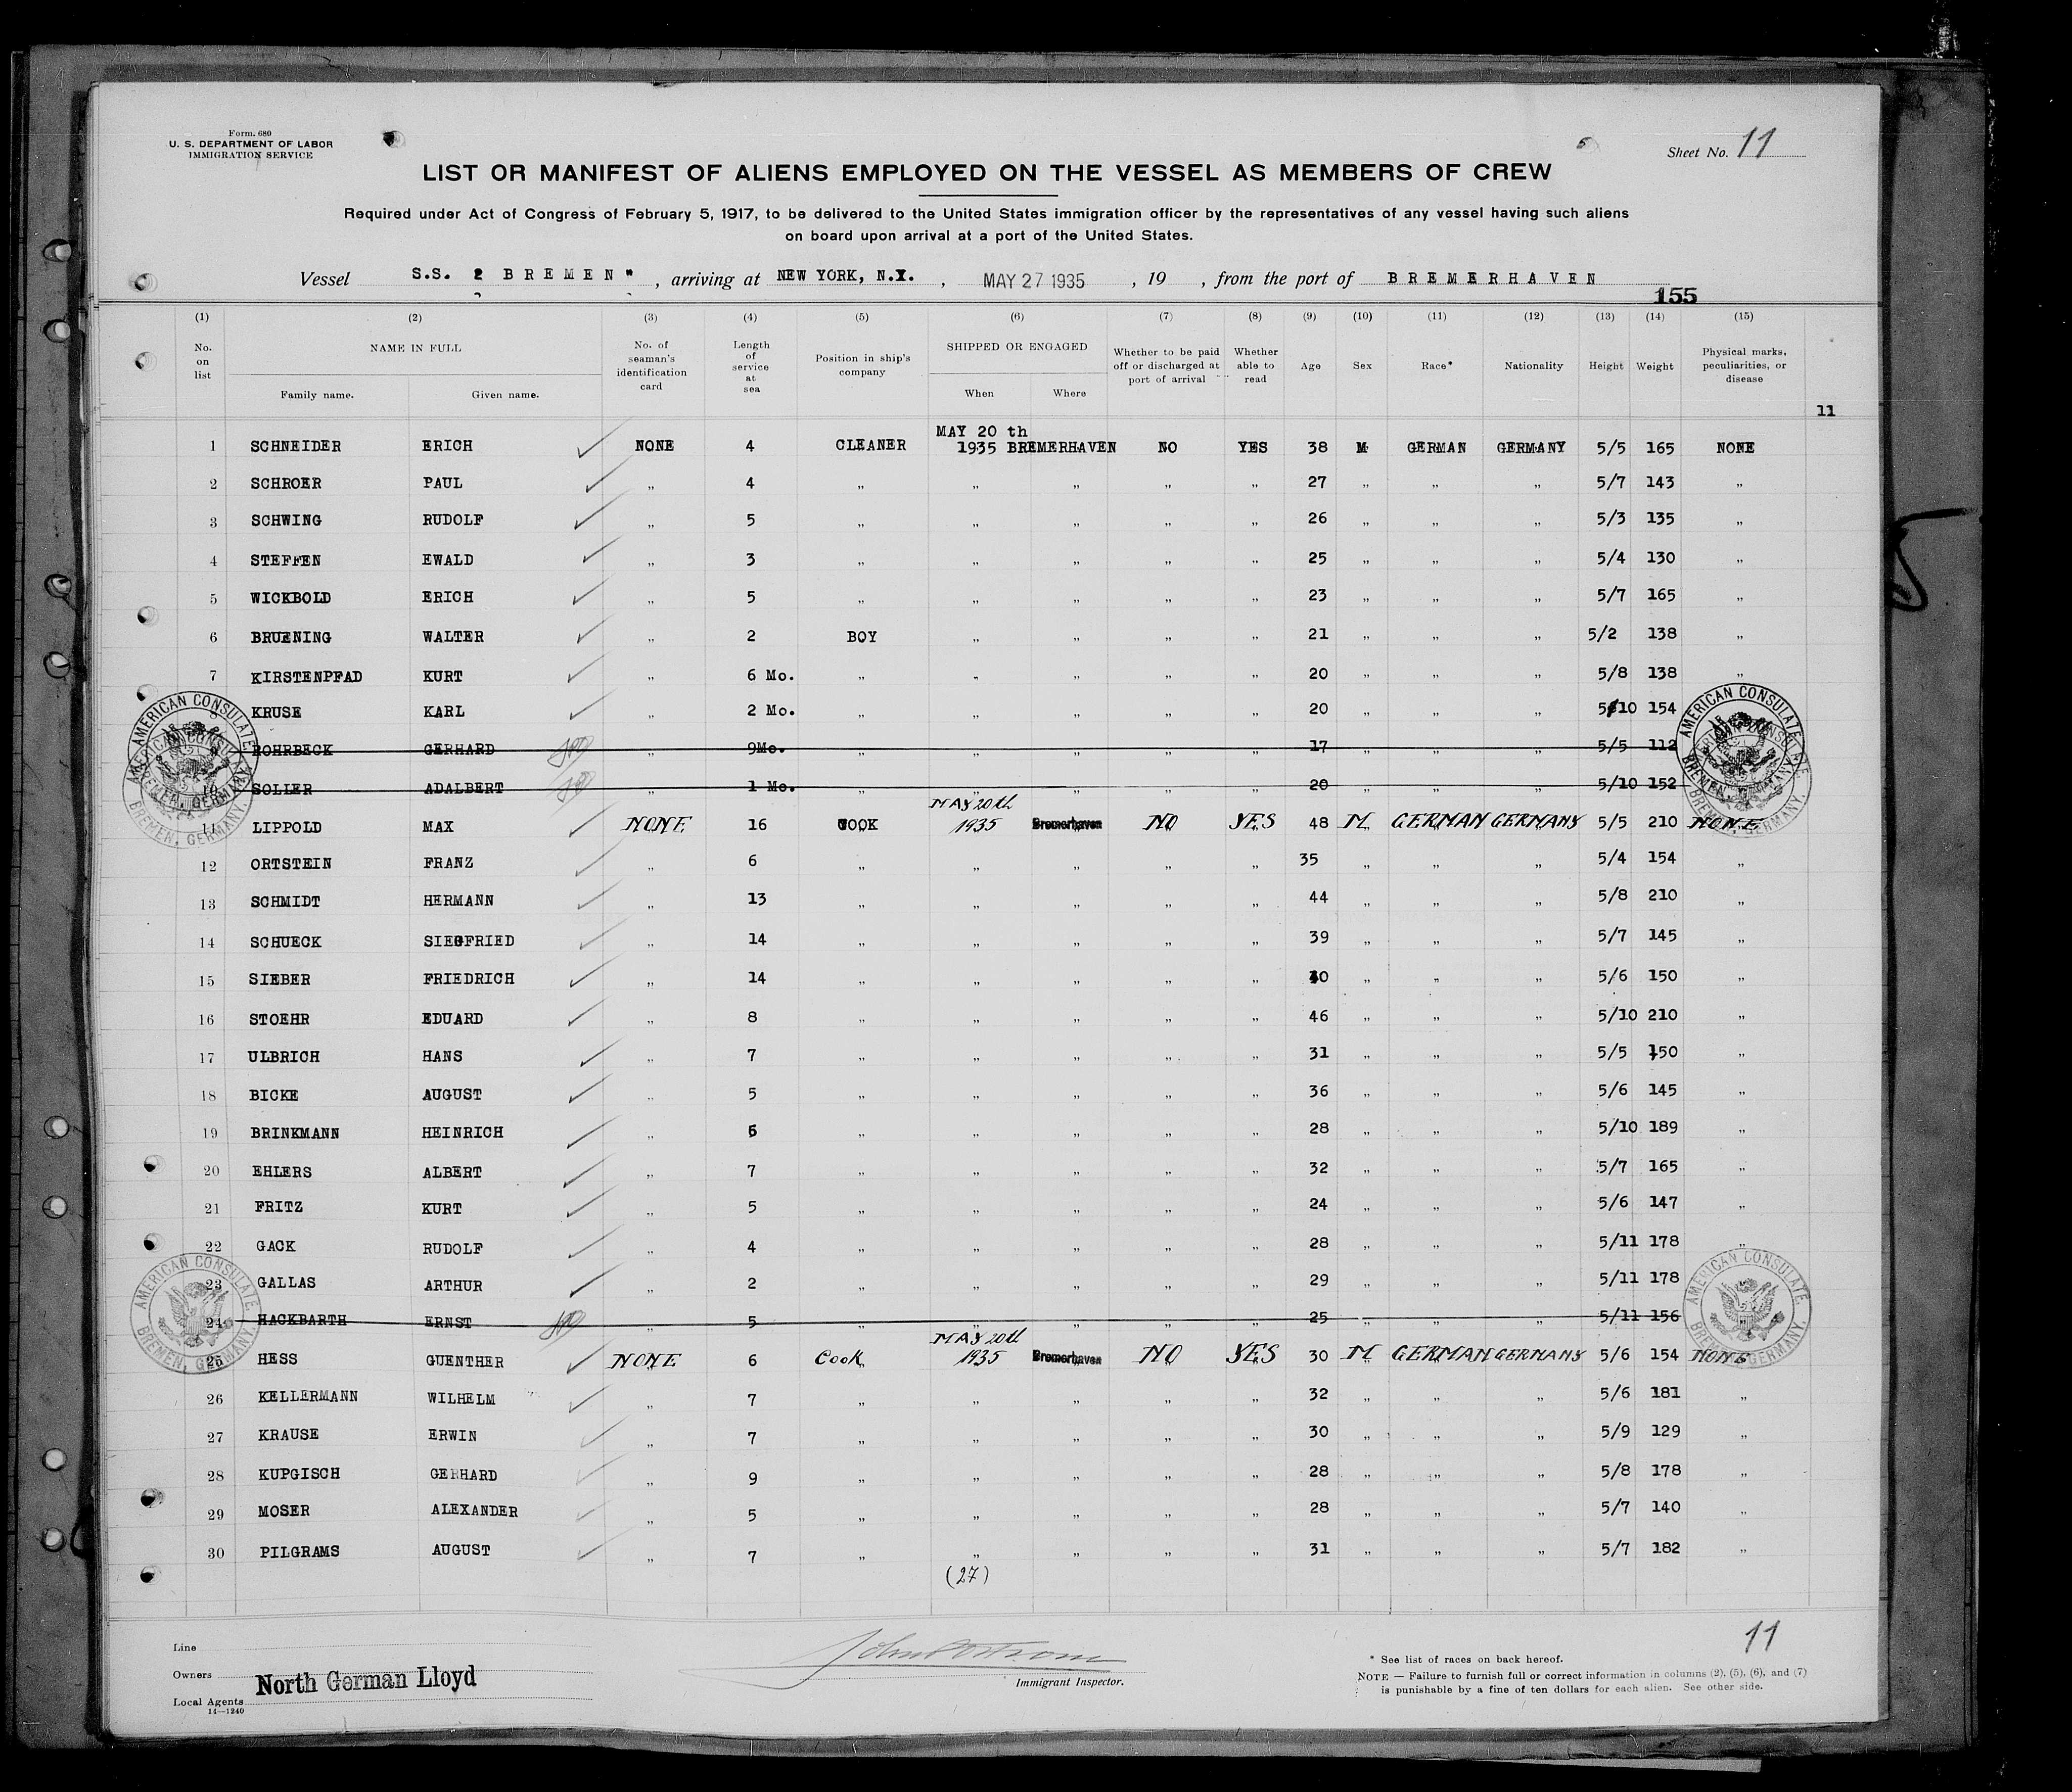 Form. 680
U. S. DEPARTMENT OF LABOR
IMMIGRATION SERVICE
Sheet No. 11
LIST OR MANIFEST OF ALIENS EMPLOYED ON THE VESSEL AS MEMBERS OF CREW
Required under Act of Congress of February 5, 1917, to be delivered to the United States immigration officer by the representatives of any vessel having such aliens
on board upon arrival at a port of the United States.
Vessel S.S. " BREMEN", arriving at NEW YORK, N.Y., MAY 27 1935, 19 , from the port of BREMERHAVEN
155
(1) (2) (3) (4) (5) (6) (7) (8) (9) (10) (11) (12) (13) (14) (15)
No. on list NAME IN FULL Family name. Given name. No. of seaman's identification card Length of service at sea Position in ship's company SHIPPED OR ENGAGED When Where Whether to be paid off or discharged at port of arrival Whether able to read Age Sex Race* Nationality Height Weight Physical marks, peculiarities, or disease
11
MAY 20 th
1 SCHNEIDER ERICH NONE 4 CLEANER 1935 BREMERHAVEN NO YES 38 M GERMAN GERMANY 5/5 165 NONE
2 SCHROER PAUL „ 4 „ „ „ „ „ 27 „ „ „ 5/7 143 „
3 SCHWING RUDOLF „ 5 „ „ „ „ „ 26 „ „ „ 5/3 135 „
4 STEFFEN EWALD „ 3 „ „ „ „ „ 25 „ „ „ 5/4 130 „
5 WICKBOLD ERICH „ 5 „ „ „ „ „ 23 „ „ „ 5/7 165 „
6 BRUENING WALTER „ 2 BOY „ „ „ „ 21 „ „ „ 5/2 138 „
7 KIRSTENPFAD KURT „ 6 Mo. „ „ „ „ „ 20 „ „ „ 5/8 138 „
8 KRUSE KARL „ 2 Mo. „ „ „ „ „ 20 „ „ „ 5/10 154
9 ROHRBECK GERHARD „ 9Mo. „ „ „ „ „ 17 „ „ „ 5/5 112
10 SOLLER ADALBERT „ 1 Mo. „ „ „ „ „ 20 „ „ „ 5/10 152
MAY 20th
11 LIPPOLD MAX NONE 16 COOK 1935 Bremerhaven NO YES 48 M GERMAN GERMANY 5/5 210 NONE
12 ORTSTEIN FRANZ „ 6 „ „ „ „ „ 35 „ „ „ 5/4 154 „
13 SCHMIDT HERMANN „ 13 „ „ „ „ „ 44 „ „ „ 5/8 210 „
14 SCHUECK SIEGFRIED „ 14 „ „ „ „ „ 39 „ „ „ 5/7 145 „
15 SIEBER FRIEDRICH „ 14 „ „ „ „ „ 40 „ „ „ 5/6 150 „
16 STOEHR EDUARD „ 8 „ „ „ „ „ 46 „ „ „ 5/10 210 „
17 ULBRICH HANS „ 7 „ „ „ „ „ 31 „ „ „ 5/5 150 „
18 BICKE AUGUST „ 5 „ „ „ „ „ 36 „ „ „ 5/6 145 „
19 BRINKMANN HEINRICH „ 6 „ „ „ „ „ 28 „ „ „ 5/10 189 „
20 EHLERS ALBERT „ 7 „ „ „ „ „ 32 „ „ „ 5/7 165 „
21 FRITZ KURT „ 5 „ „ „ „ „ 24 „ „ „ 5/6 147 „
22 GACK RUDOLF „ 4 „ „ „ „ „ 28 „ „ „ 5/11 178 „
23 GALLAS ARTHUR „ 2 „ „ „ „ „ 29 „ „ „ 5/11 178
24 HACKBARTH ERNST „ 5 „ „ „ „ „ 25 „ „ „ 5/11 156
MAY 20th
25 HESS GUENTHER NONE 6 Cook 1935 Bremerhaven NO YES 30 M GERMAN GERMANY 5/6 154 NONE
26 KELLERMANN WILHELM „ 7 „ „ „ „ „ 32 „ „ „ 5/6 181 „
27 KRAUSE ERWIN „ 7 „ „ „ „ „ 30 „ „ „ 5/9 129 „
28 KUPGISCH GERHARD „ 9 „ „ „ „ „ 28 „ „ „ 5/8 178 „
29 MOSER ALEXANDER „ 5 „ „ „ „ „ 28 „ „ „ 5/7 140 „
30 PILGRAMS AUGUST „ 7 „ „ „ „ „ 31 „ „ „ 5/7 182 „
(27)
AMERICAN CONSULATE BREMEN, GERMANY.
AMERICAN CONSULATE BREMEN, GERMANY.
AMERICAN CONSULATE BREMEN, GERMANY.
AMERICAN CONSULATE BREMEN, GERMANY.
11
Line
Owners North German Lloyd
Local Agents
14—1240
Immigrant Inspector.
* See list of races on back hereof.
NOTE — Failure to furnish full or correct information in columns (2), (5), (6), and (7)
is punishable by a fine of ten dollars for each alien. See other side.